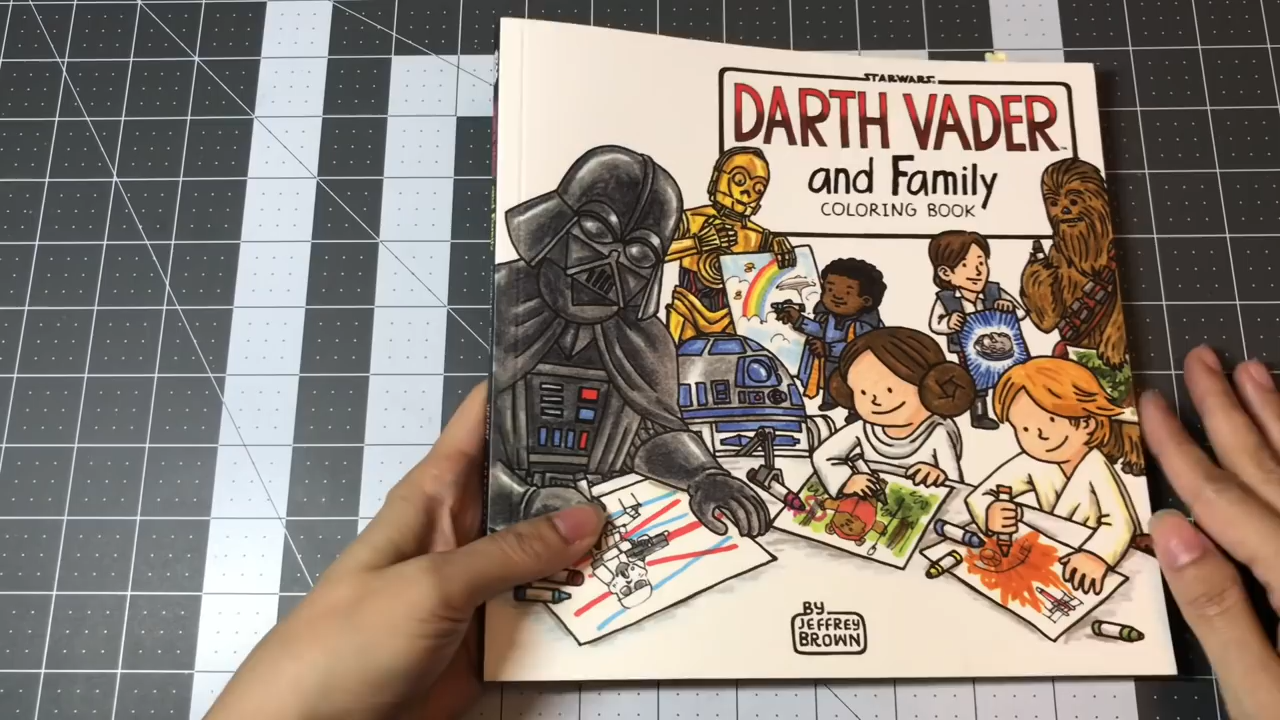 STAR WARS
DARTH VADER
and Family
COLORING BOOK
BY
JEFFREY
BROWN